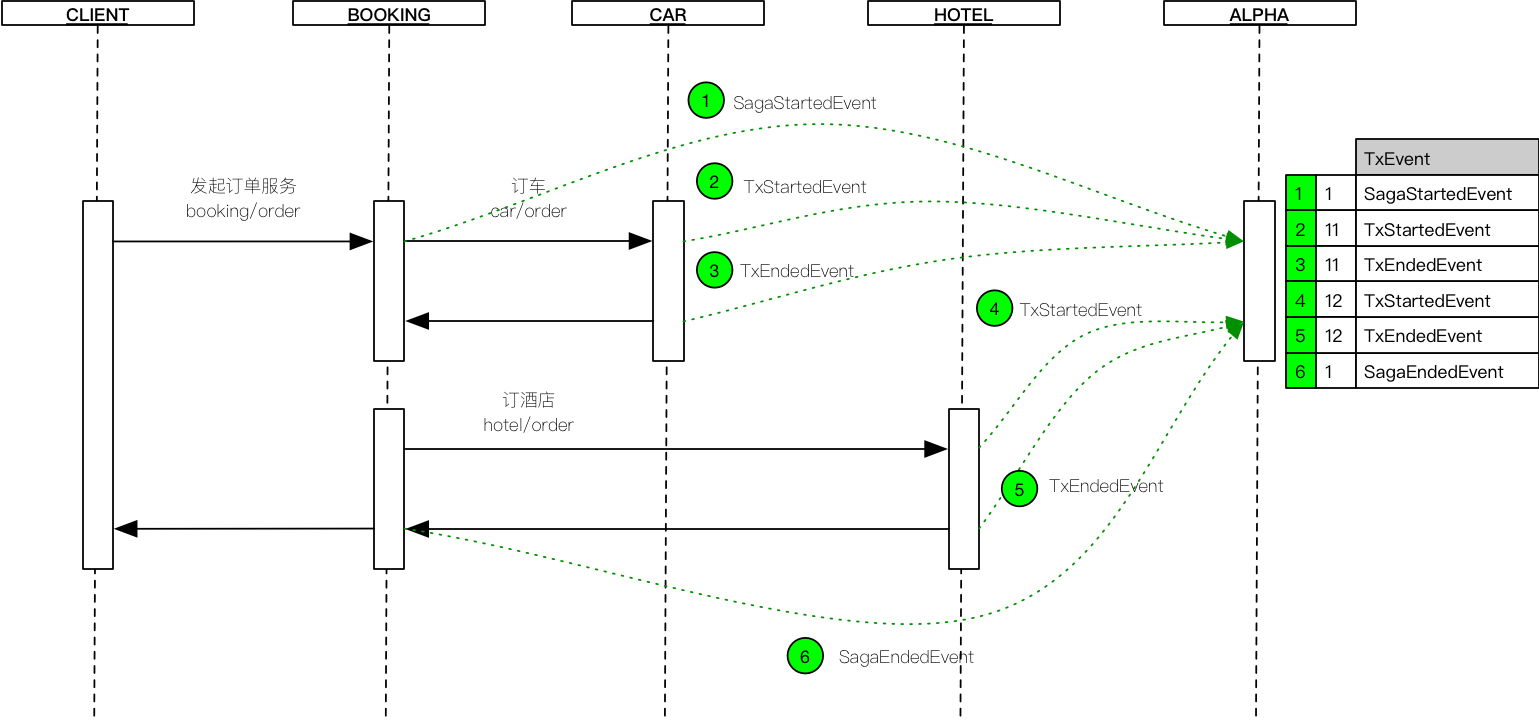 CLIENT
BOOKING
CAR
HOTEL
ALPHA
1 SagaStartedEvent
2 TxStartedEvent
发起订单服务
booking/order
订车
car/order
3 TxEndedEvent
4 TxStartedEvent
订酒店
hotel/order
5 TxEndedEvent
6 SagaEndedEvent
TxEvent
1 1 SagaStartedEvent
2 11 TxStartedEvent
3 11 TxEndedEvent
4 12 TxStartedEvent
5 12 TxEndedEvent
6 1 SagaEndedEvent